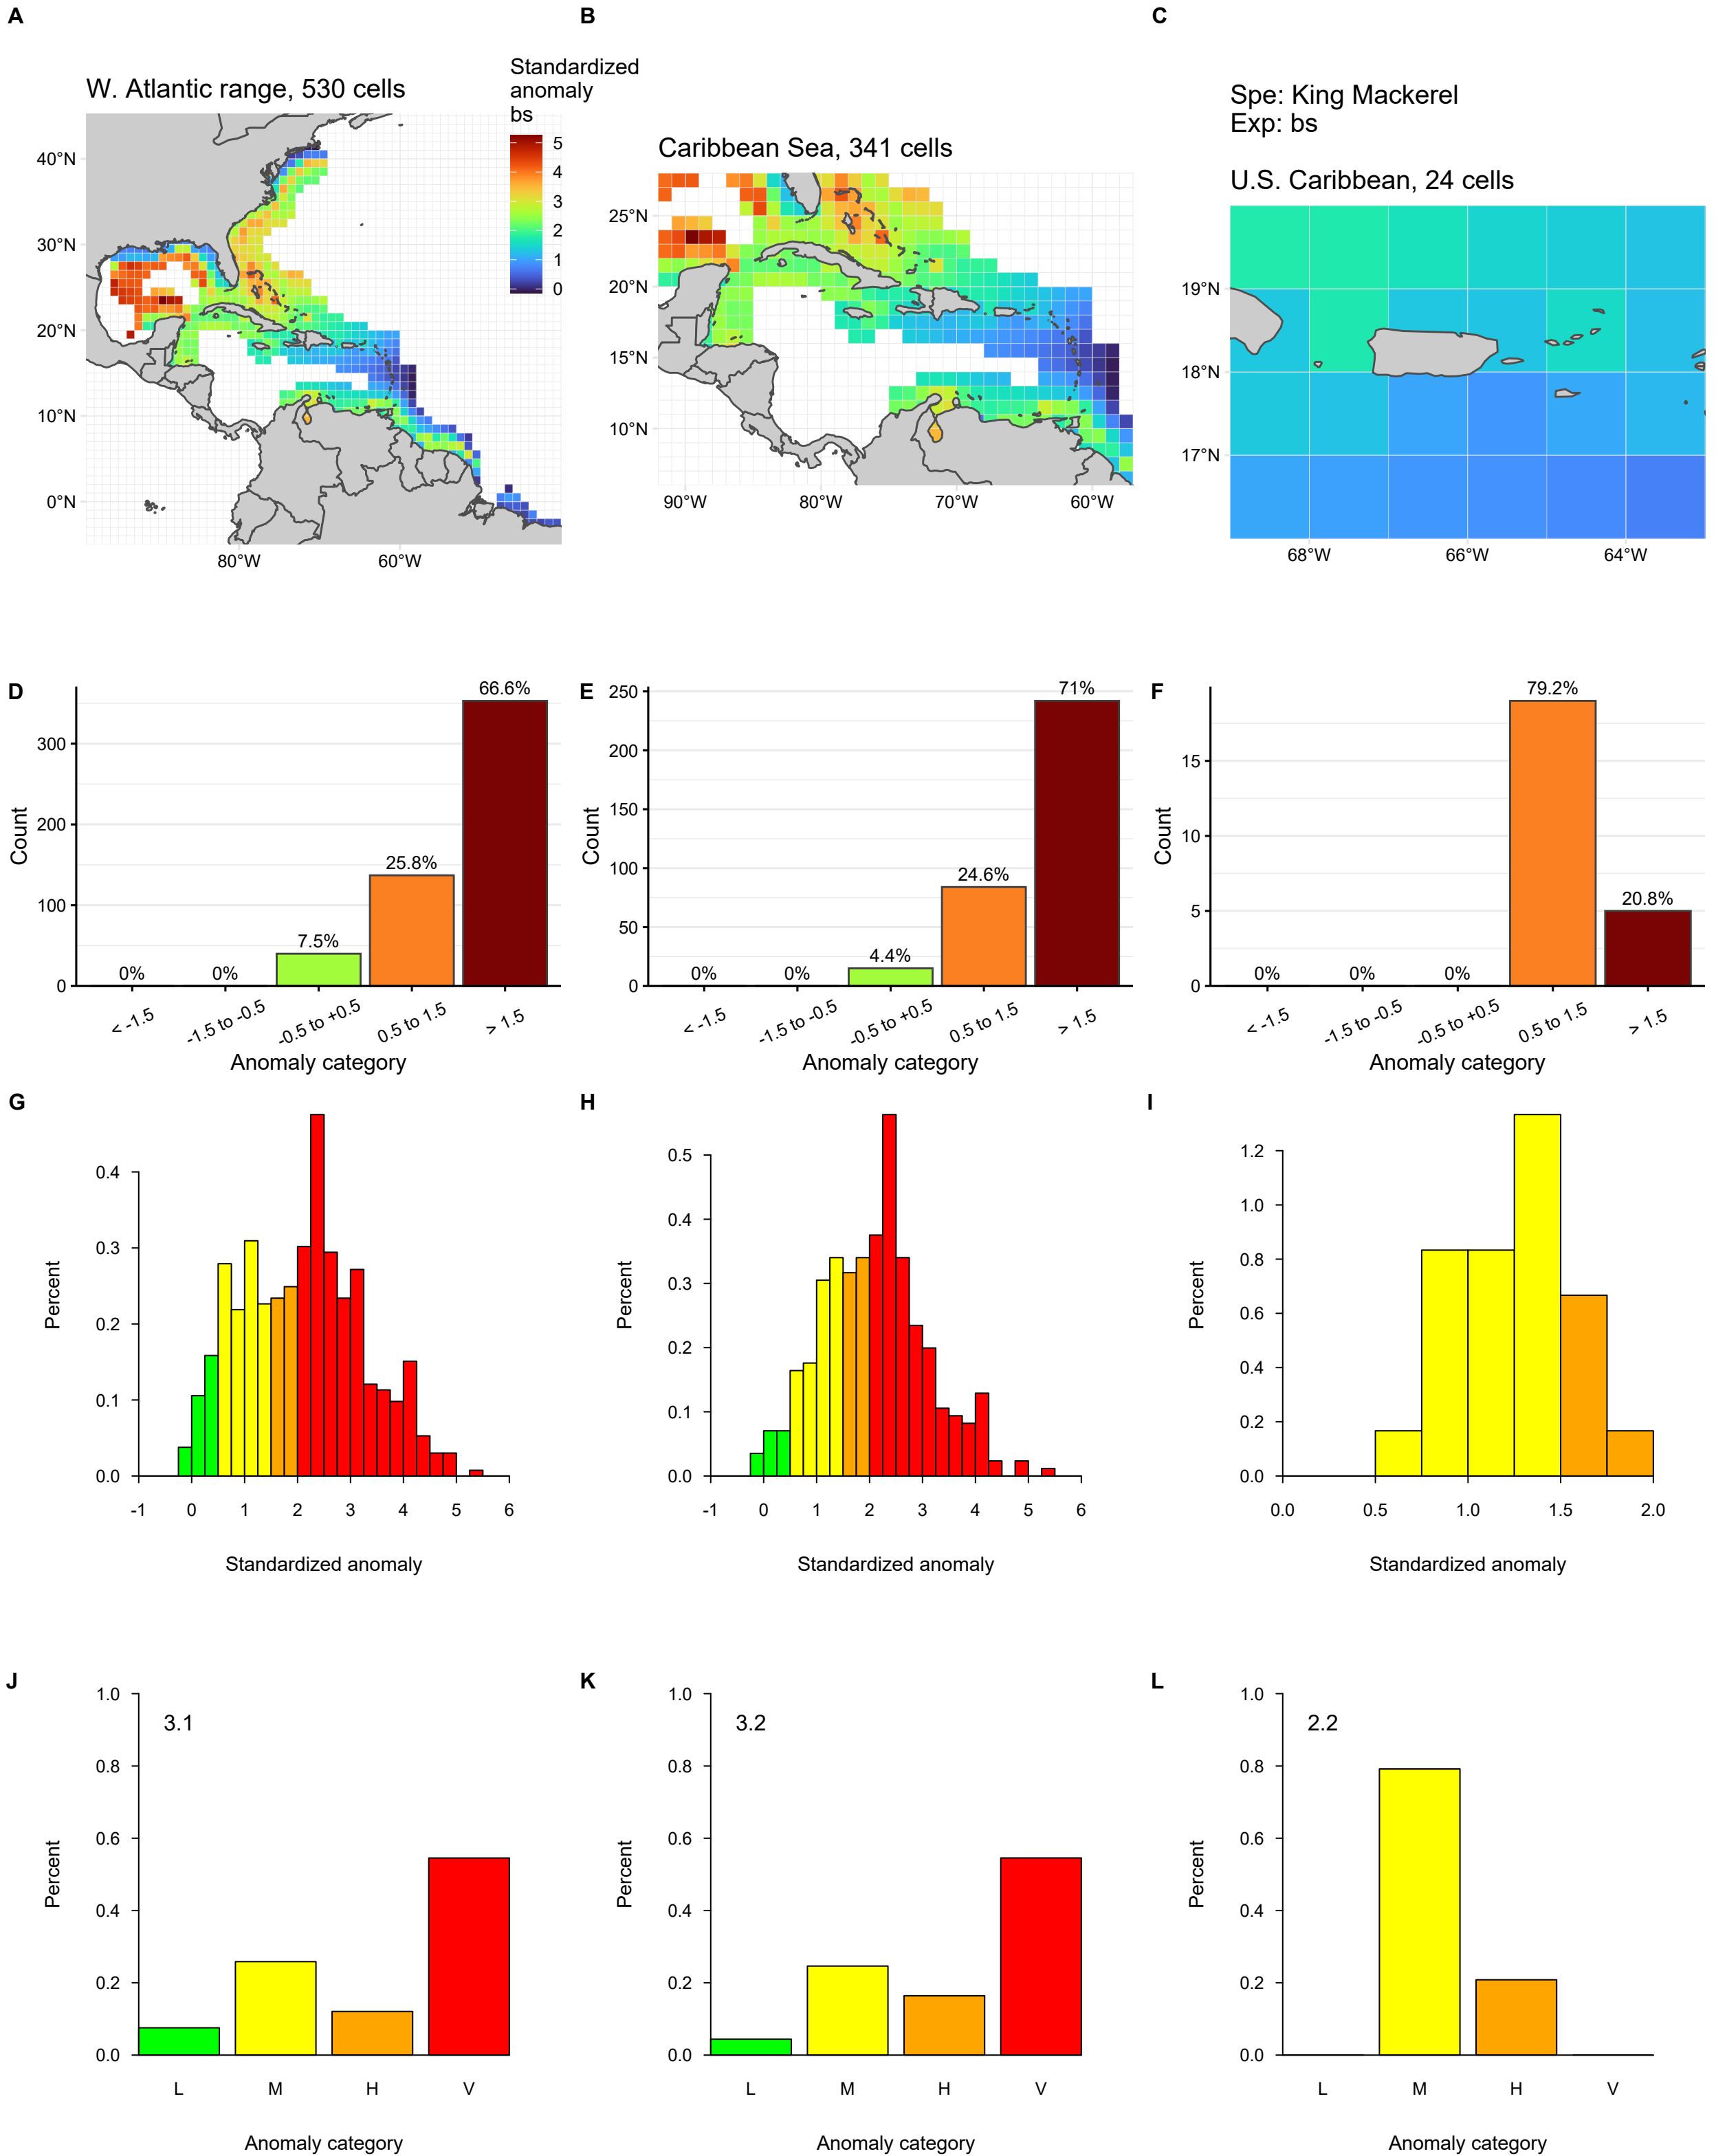 A
B
C
W. Atlantic range, 530 cells
Standardized
anomaly
bs
5
4
3
2
1
0
40°N
30°N
20°N
10°N
0°N
80°W
60°W
Caribbean Sea, 341 cells
25°N
20°N
15°N
10°N
90°W
80°W
70°W
60°W
Spe: King Mackerel
Exp: bs
U.S. Caribbean, 24 cells
19°N
18°N
17°N
68°W
66°W
64°W
D
Count
300
200
100
0
0%
0%
7.5%
25.8%
66.6%
< -1.5
-1.5 to -0.5
-0.5 to +0.5
0.5 to 1.5
> 1.5
Anomaly category
E
Count
250
200
150
100
50
0
0%
0%
4.4%
24.6%
71%
< -1.5
-1.5 to -0.5
-0.5 to +0.5
0.5 to 1.5
> 1.5
Anomaly category
F
Count
15
10
5
0
0%
0%
0%
79.2%
20.8%
< -1.5
-1.5 to -0.5
-0.5 to +0.5
0.5 to 1.5
> 1.5
Anomaly category
G
Percent
0.4
0.3
0.2
0.1
0.0
-1 0 1 2 3 4 5 6
Standardized anomaly
H
Percent
0.5
0.4
0.3
0.2
0.1
0.0
-1 0 1 2 3 4 5 6
Standardized anomaly
I
Percent
1.2
1.0
0.8
0.6
0.4
0.2
0.0
0.0 0.5 1.0 1.5 2.0
Standardized anomaly
J
3.1
Percent
1.0
0.8
0.6
0.4
0.2
0.0
L M H V
Anomaly category
K
3.2
Percent
1.0
0.8
0.6
0.4
0.2
0.0
L M H V
Anomaly category
L
2.2
Percent
1.0
0.8
0.6
0.4
0.2
0.0
L M H V
Anomaly category